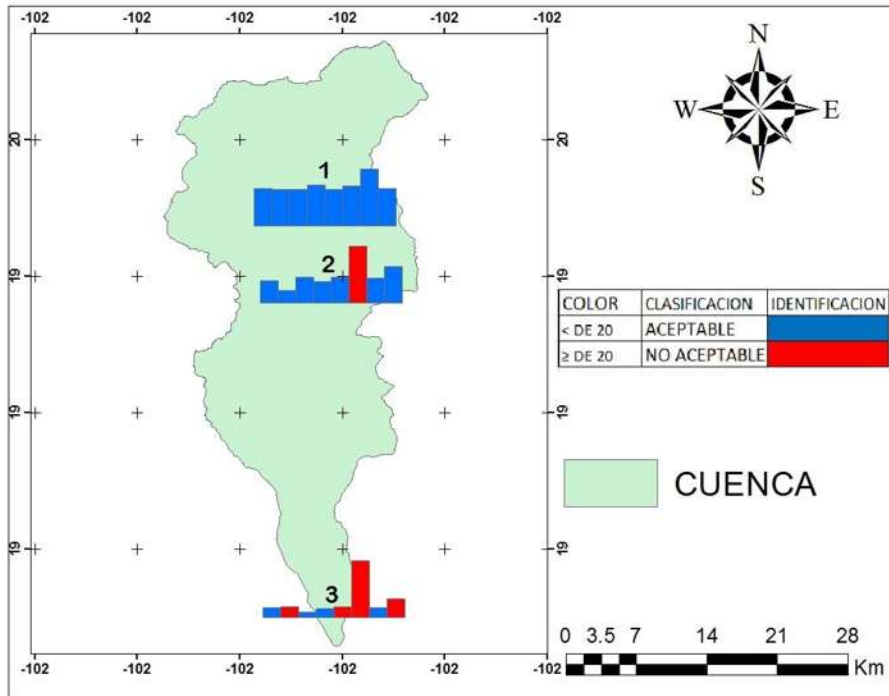 -102 -102 -102 -102 -102 -102
N
W E
S
20 20
1
2
19 19
COLOR CLASIFICACION IDENTIFICACION
< DE 20 ACEPTABLE
≥ DE 20 NO ACEPTABLE
19 19
CUENCA
19 19
3
0 3.5 7 14 21 28
Km
-102 -102 -102 -102 -102 -102